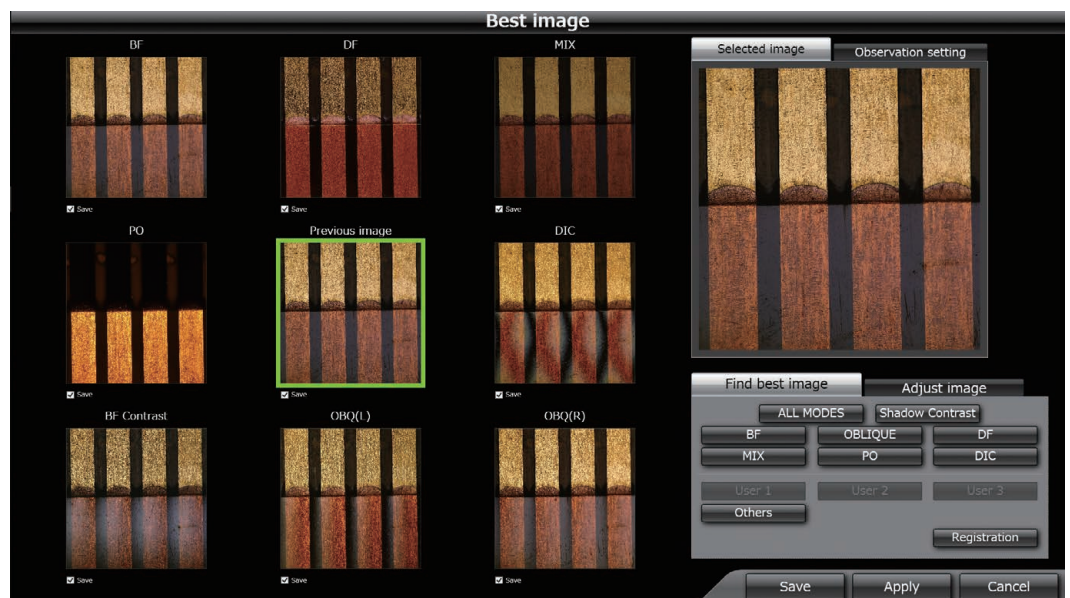 Best image
BF
DF
MIX
Save
Save
Save
PO
Previous image
DIC
Save
Save
Save
BF Contrast
OBQ(L)
OBQ(R)
Save
Save
Save
Selected image
Observation setting
Find best image
Adjust image
ALL MODES
Shadow Contrast
BF
OBLIQUE
DF
MIX
PO
DIC
User 1
User 2
User 3
Others
Registration
Save
Apply
Cancel